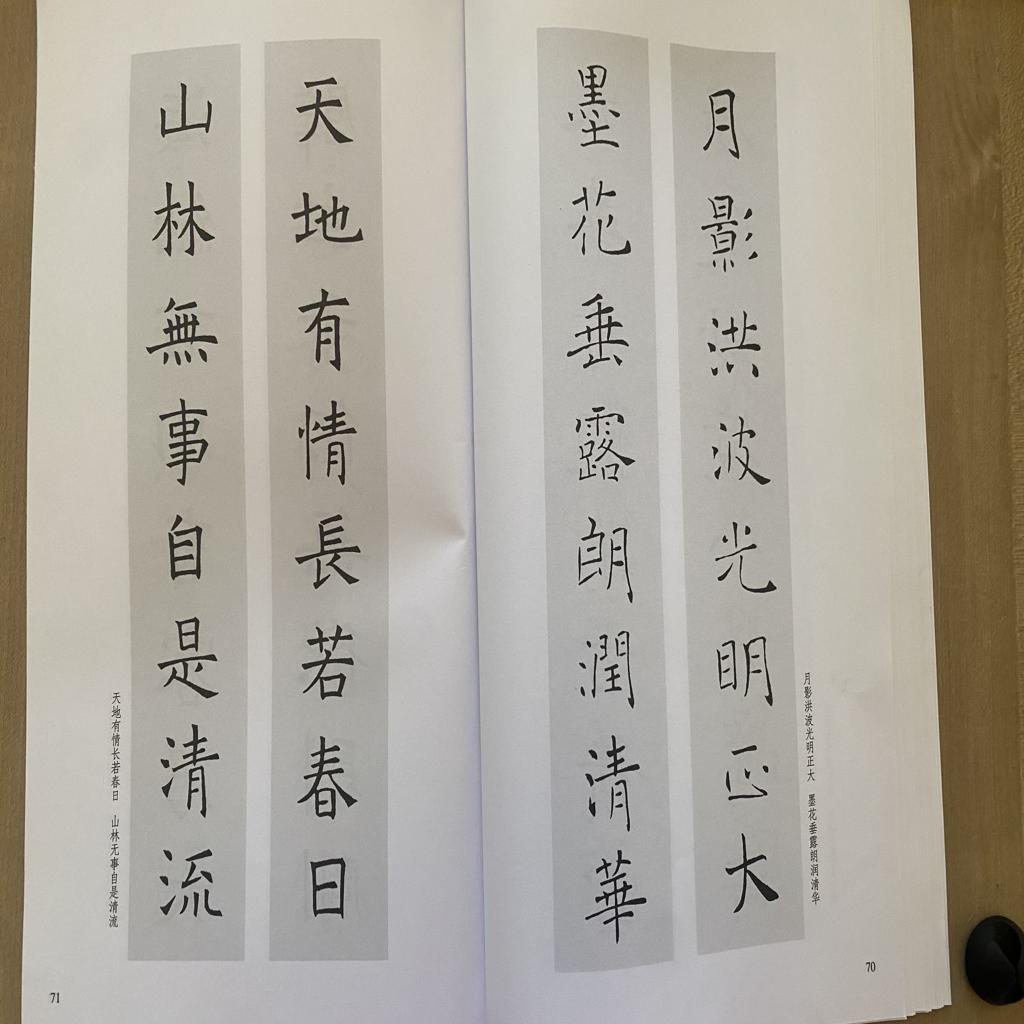 月影洪波光明正大
墨花垂露朗潤清華
月影洪波光明正大 墨花垂露朗润清华
70
天地有情長若春日
山林無事自是清流
天地有情长若春日 山林无事自是清流
71